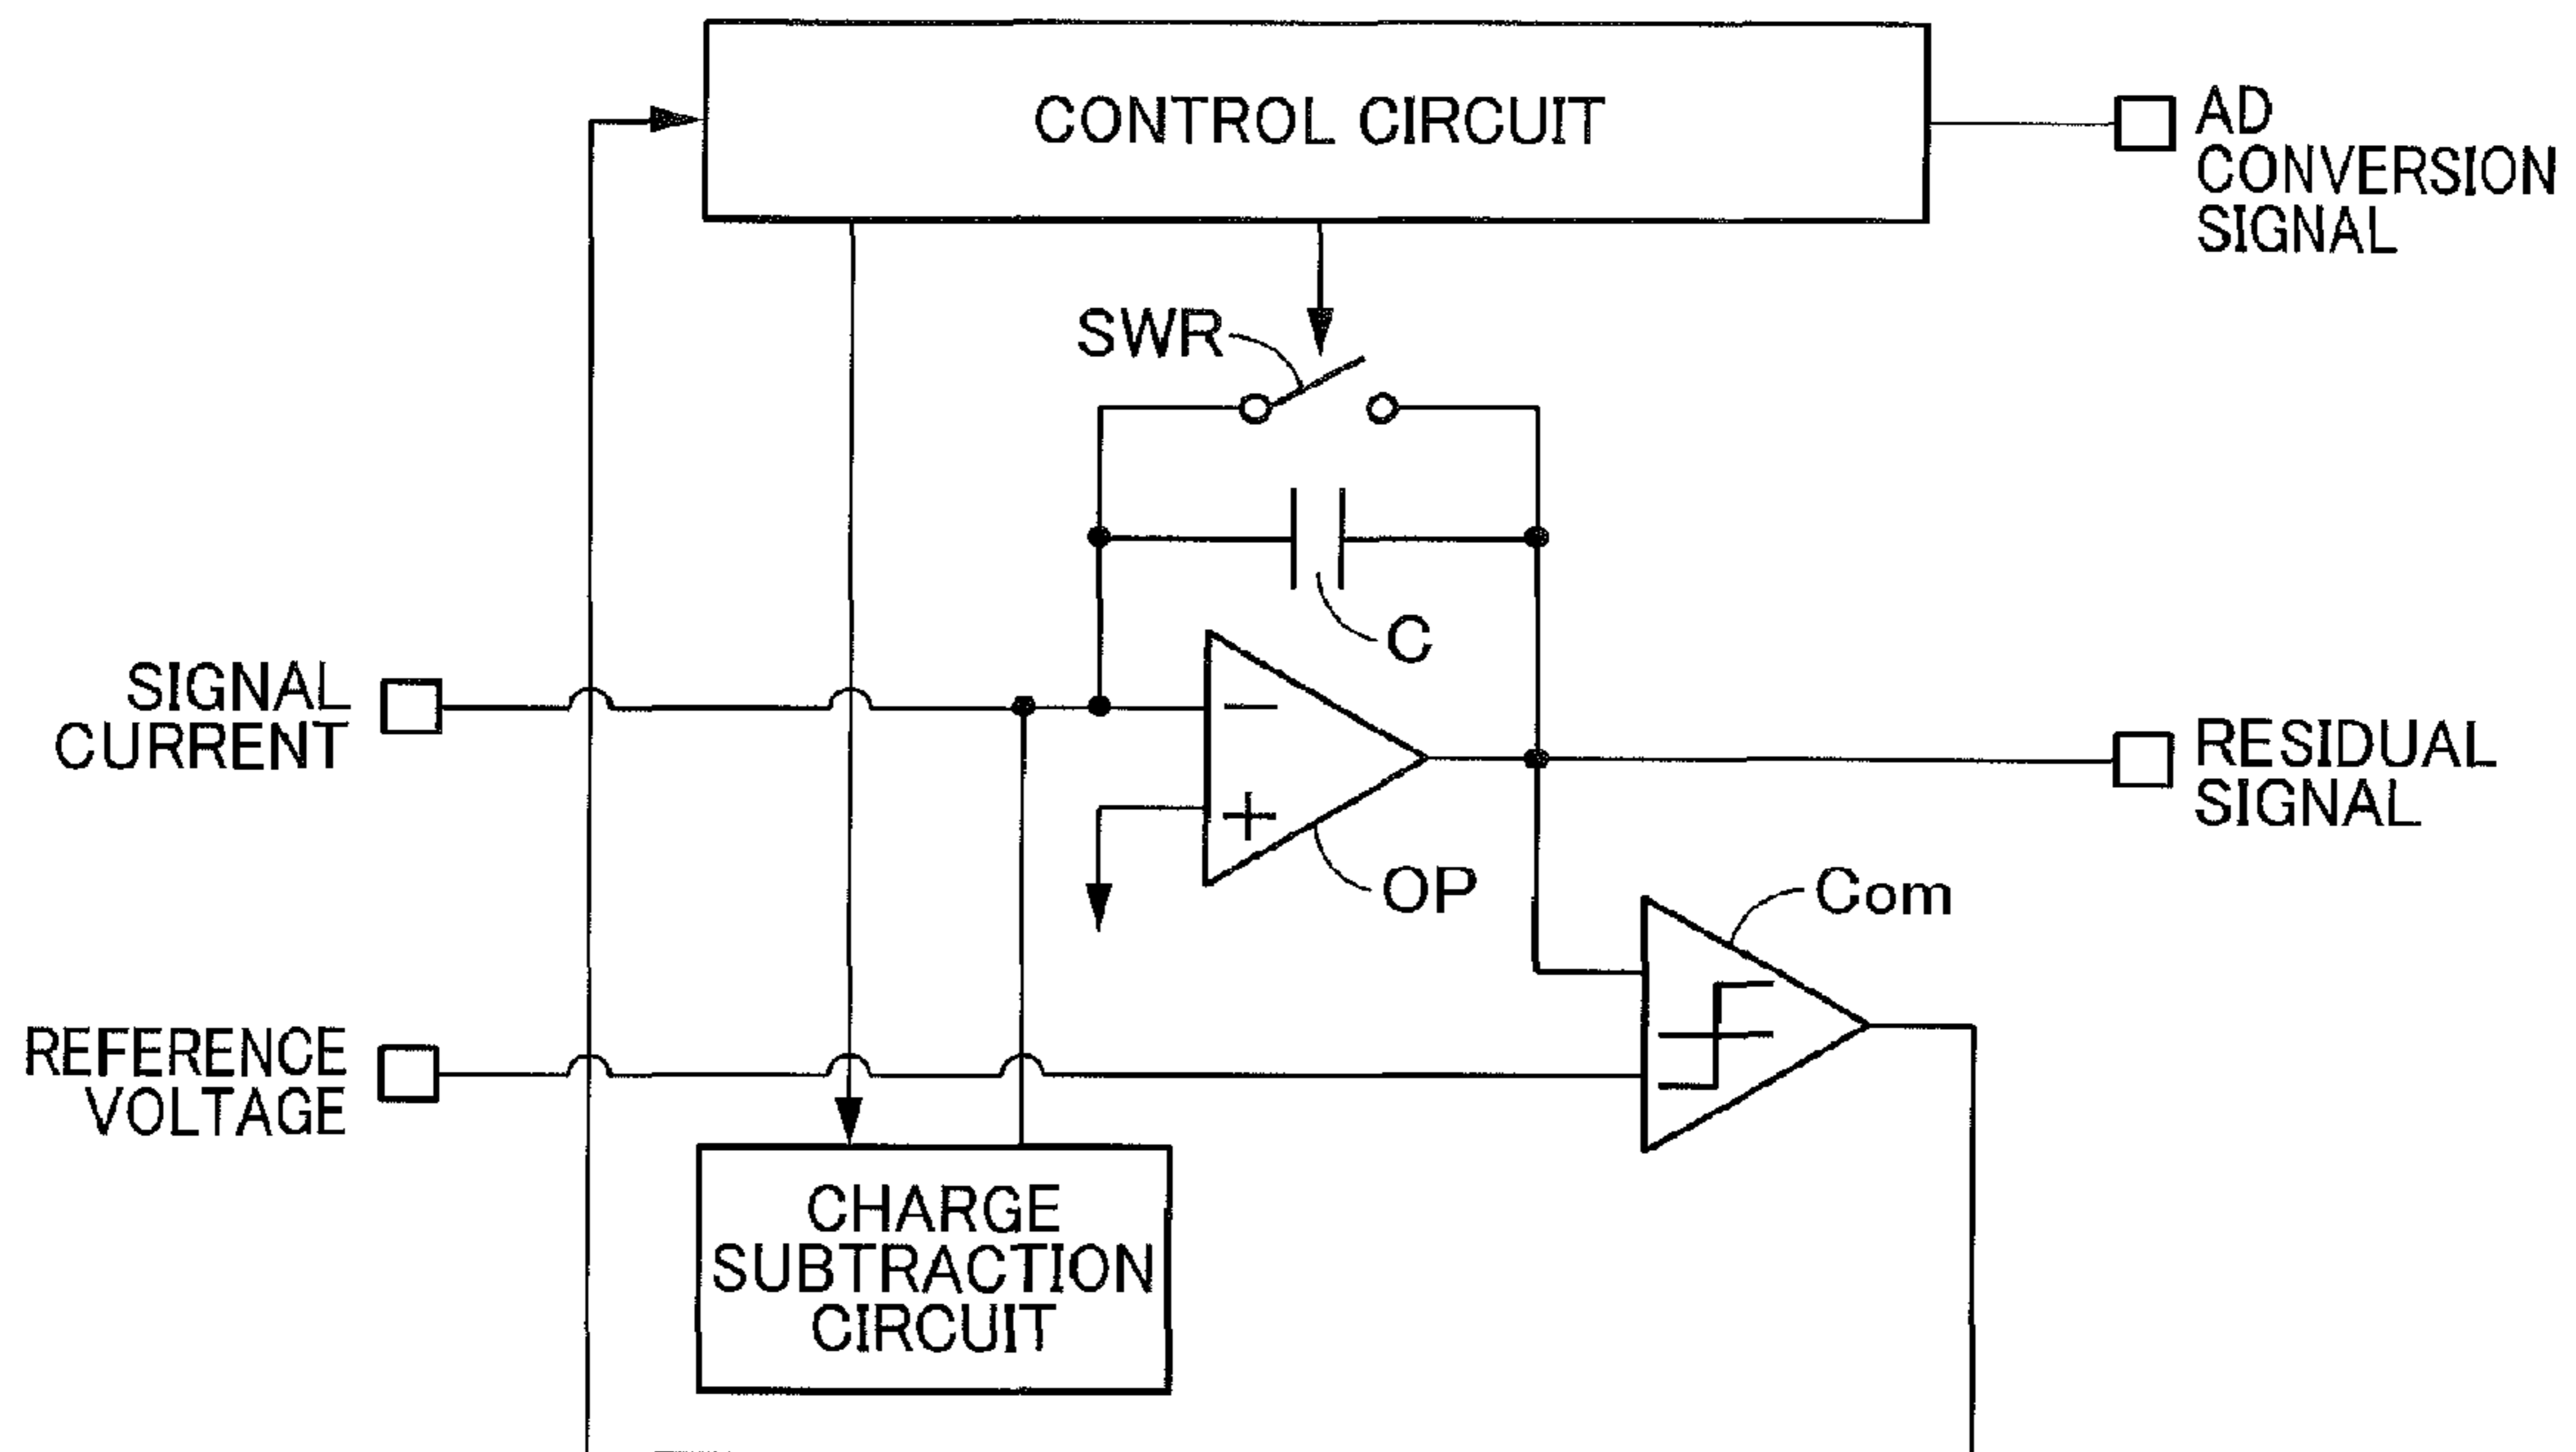 CONTROL CIRCUIT
AD
CONVERSION
SIGNAL
SWR
C
SIGNAL
CURRENT
−
+
OP
RESIDUAL
SIGNAL
Com
REFERENCE
VOLTAGE
CHARGE
SUBTRACTION
CIRCUIT